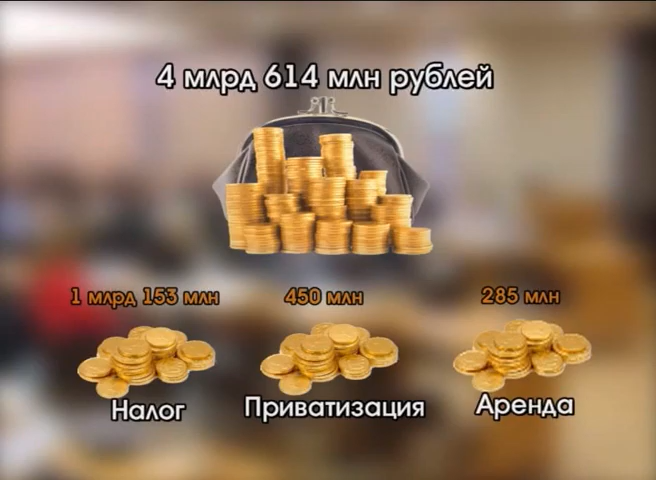 4 млрд 614 млн рублей
1 млрд 153 млн
450 млн
285 млн
Налог
Приватизация
Аренда